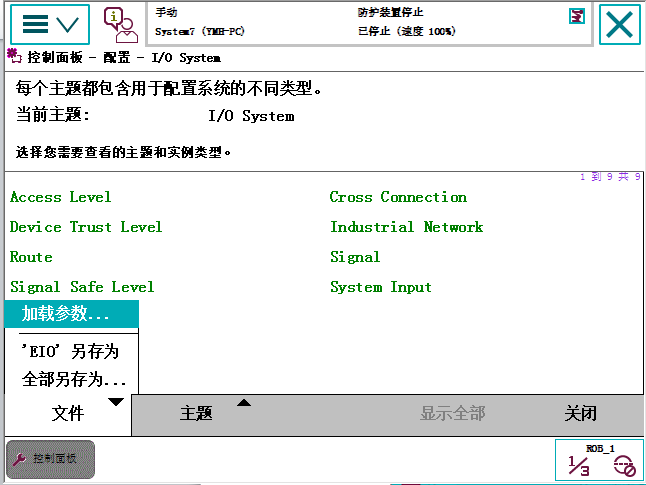 手动
防护装置停止
System7 (YMH-PC)
已停止 (速度 100%)
控制面板 - 配置 - I/O System
每个主题都包含用于配置系统的不同类型。
当前主题:
I/O System
选择您需要查看的主题和实例类型。
1 到 9 共 9
Access Level
Cross Connection
Device Trust Level
Industrial Network
Route
Signal
Signal Safe Level
System Input
加载参数...
'EIO' 另存为
全部另存为...
文件
主题
显示全部
关闭
控制面板
ROB_1
1/3